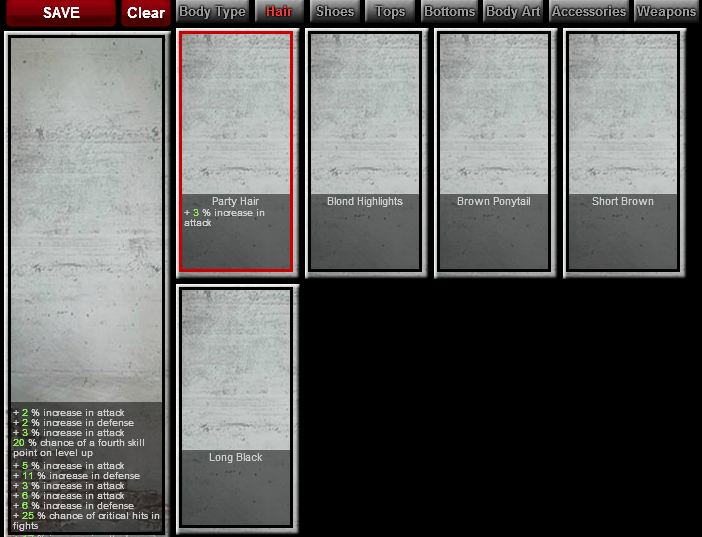 SAVE
Clear
Body Type
Hair
Shoes
Tops
Bottoms
Body Art
Accessories
Weapons
+ 2 % increase in attack
+ 2 % increase in defense
+ 3 % increase in attack
20 % chance of a fourth skill
point on level up
+ 5 % increase in attack
+ 11 % increase in defense
+ 3 % increase in attack
+ 6 % increase in attack
+ 6 % increase in defense
+ 25 % chance of critical hits in
fights
Party Hair
+ 3 % increase in
attack
Blond Highlights
Brown Ponytail
Short Brown
Long Black